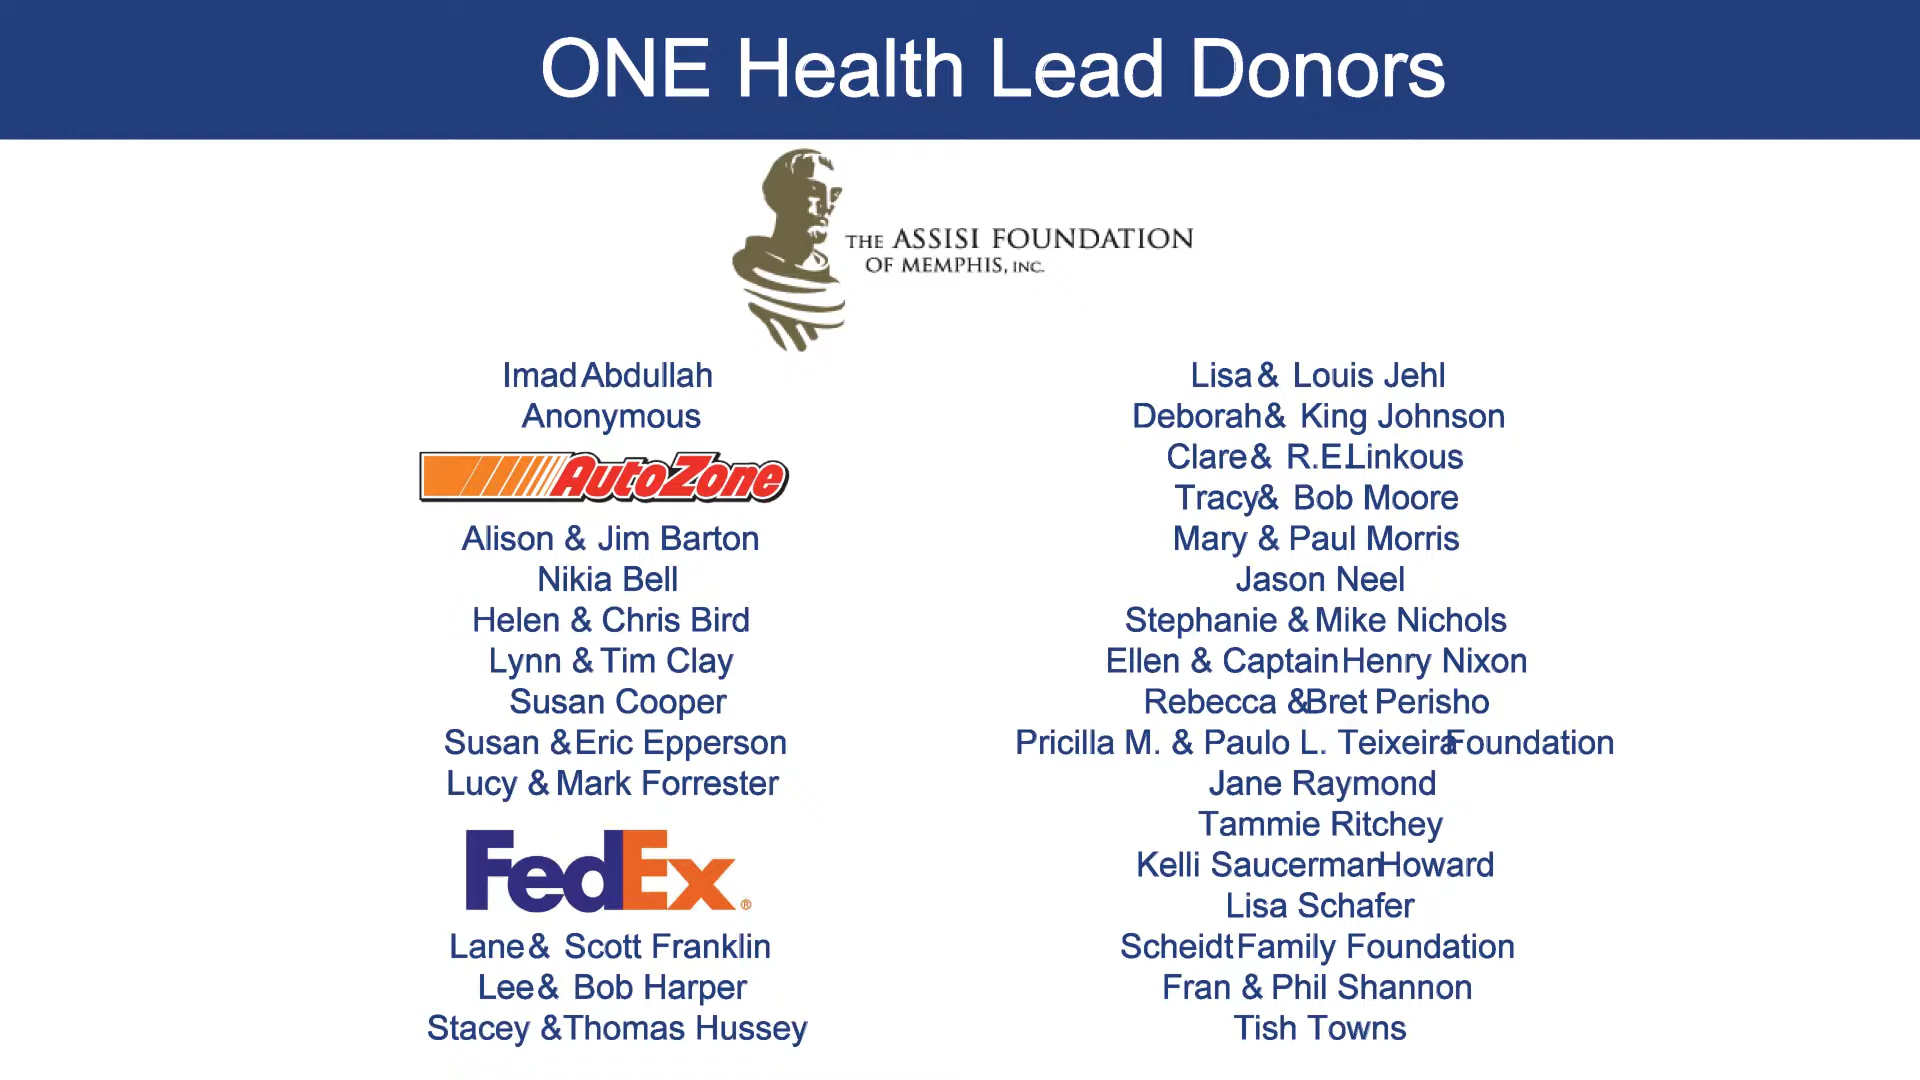 ONE Health Lead Donors
THE ASSISI FOUNDATION
OF MEMPHIS, INC.
Imad Abdullah
Anonymous
AutoZone
Alison & Jim Barton
Nikia Bell
Helen & Chris Bird
Lynn & Tim Clay
Susan Cooper
Susan & Eric Epperson
Lucy & Mark Forrester
FedEx®
Lane & Scott Franklin
Lee & Bob Harper
Stacey & Thomas Hussey
Lisa & Louis Jehl
Deborah & King Johnson
Clare & R.E. Linkous
Tracy & Bob Moore
Mary & Paul Morris
Jason Neel
Stephanie & Mike Nichols
Ellen & Captain Henry Nixon
Rebecca & Bret Perisho
Pricilla M. & Paulo L. Teixeira Foundation
Jane Raymond
Tammie Ritchey
Kelli Saucerman Howard
Lisa Schafer
Scheidt Family Foundation
Fran & Phil Shannon
Tish Towns